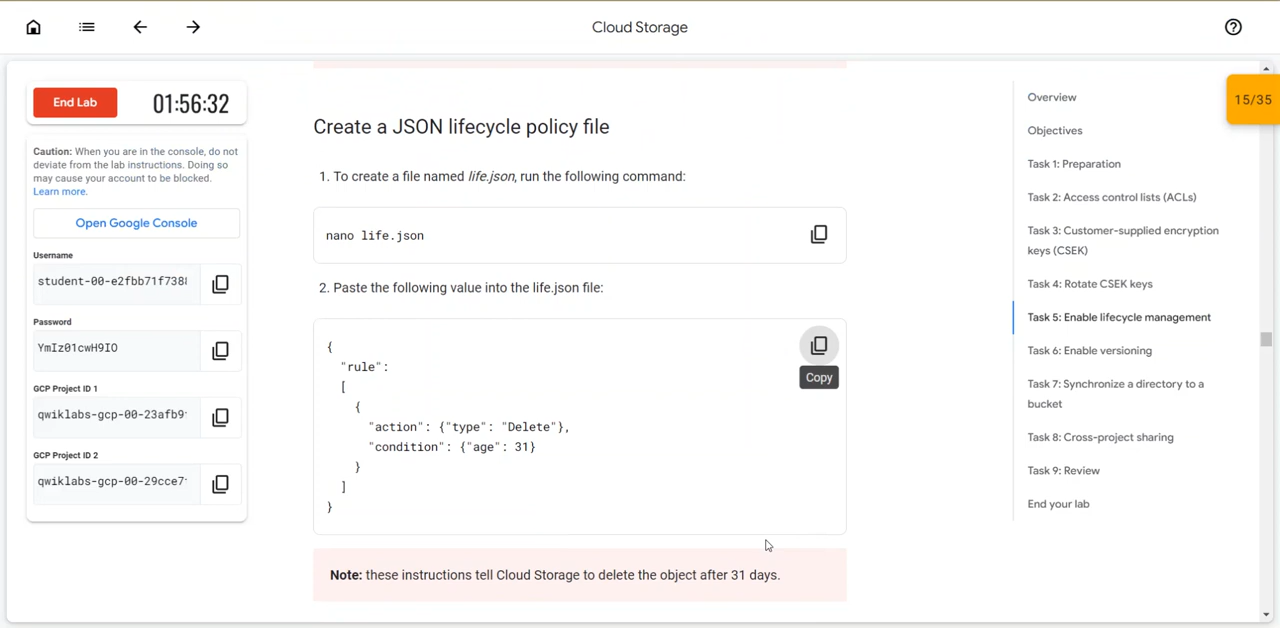 Cloud Storage
End Lab
01:56:32
Caution: When you are in the console, do not
deviate from the lab instructions. Doing so
may cause your account to be blocked.
Learn more.
Open Google Console
Username
student-00-e2fbb71f738
Password
YmIz01cwH9IO
GCP Project ID 1
qwiklabs-gcp-00-23afb9
GCP Project ID 2
qwiklabs-gcp-00-29cce7
Create a JSON lifecycle policy file
1. To create a file named life.json, run the following command:
nano life.json
2. Paste the following value into the life.json file:
{
"rule":
[
{
"action": {"type": "Delete"},
"condition": {"age": 31}
}
]
}
Copy
Note: these instructions tell Cloud Storage to delete the object after 31 days.
Overview
Objectives
Task 1: Preparation
Task 2: Access control lists (ACLs)
Task 3: Customer-supplied encryption
keys (CSEK)
Task 4: Rotate CSEK keys
Task 5: Enable lifecycle management
Task 6: Enable versioning
Task 7: Synchronize a directory to a
bucket
Task 8: Cross-project sharing
Task 9: Review
End your lab
15/35